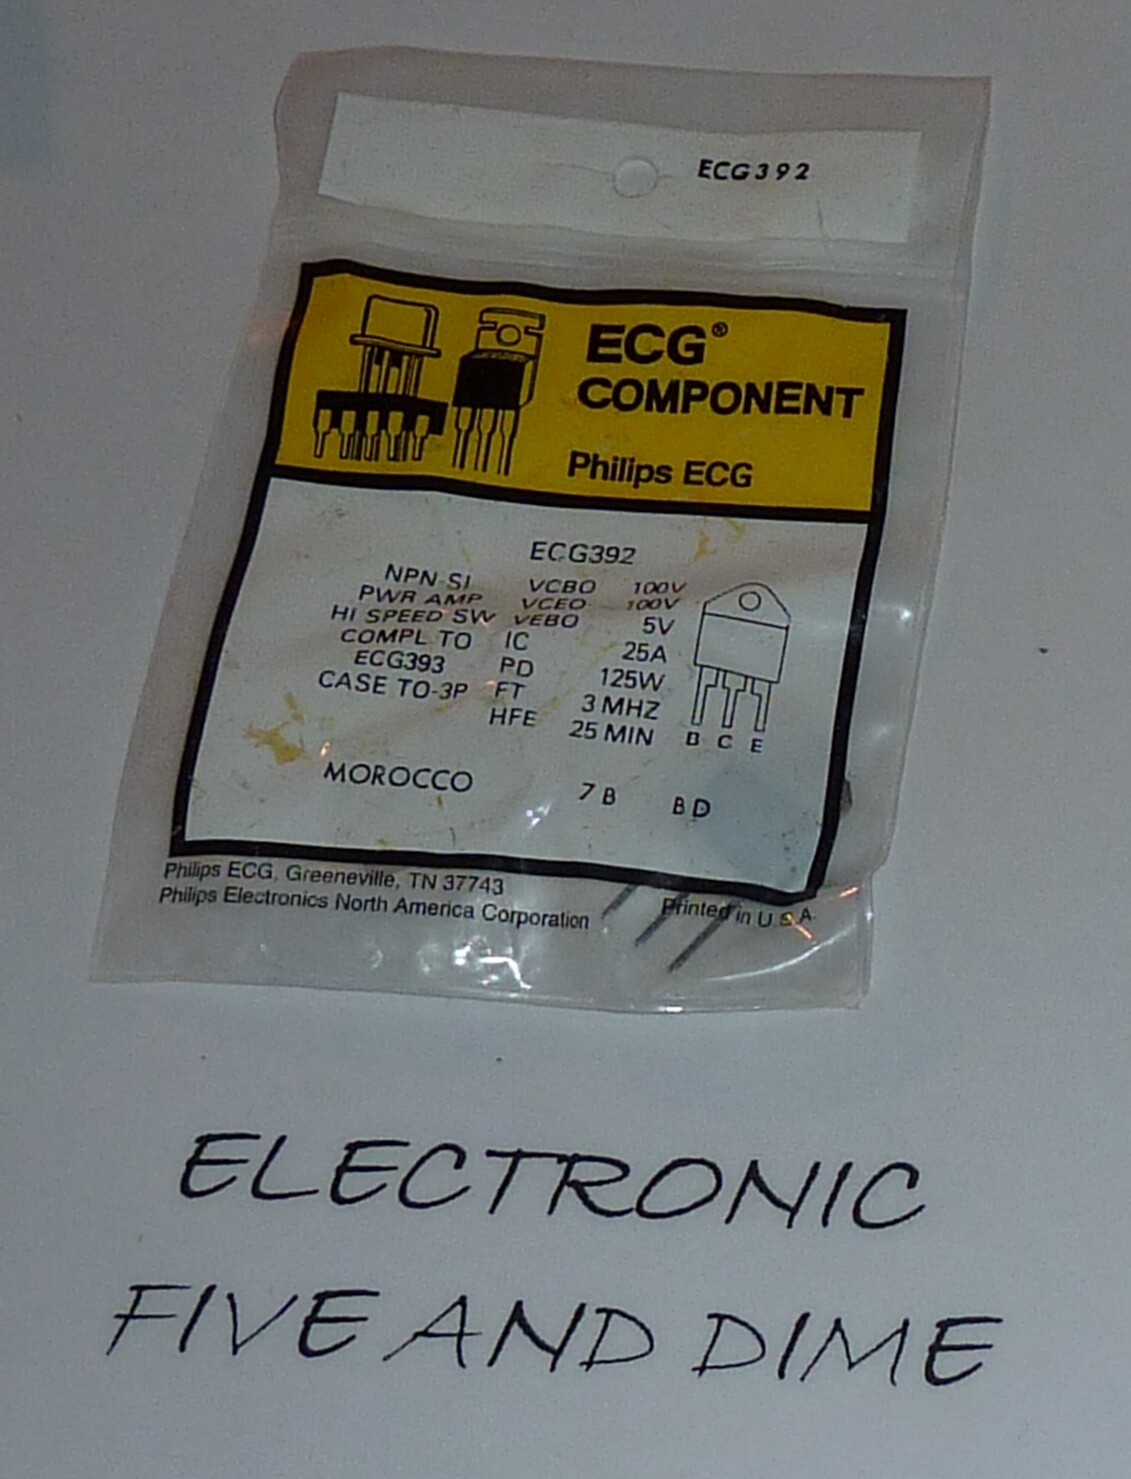 ECG392
ECG®
COMPONENT
Philips ECG
ECG392
NPN-SI VCBO 100V
PWR AMP VCEO 100V
HI SPEED SW VEBO 5V
COMPL TO IC 25A
ECG393 PD 125W
CASE TO-3P FT 3 MHZ
HFE 25 MIN
B C E
MOROCCO 7B BD
Philips ECG, Greeneville, TN 37743
Philips Electronics North America Corporation
Printed in U.S.A.
ELECTRONIC
FIVE AND DIME